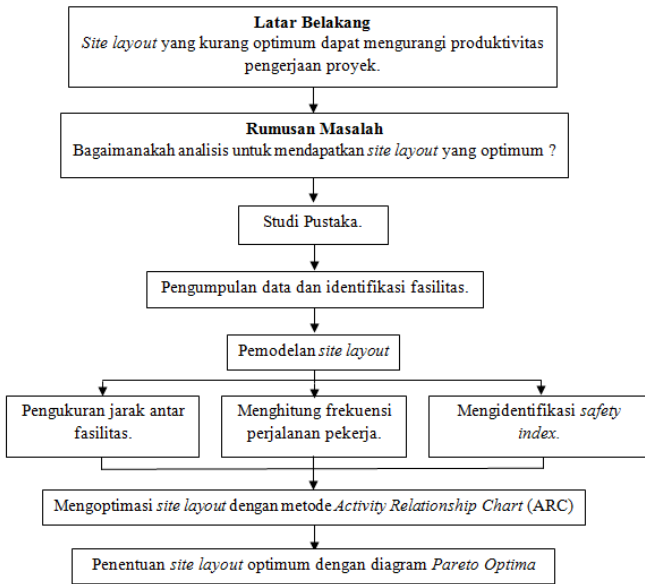 Latar Belakang
Site layout yang kurang optimum dapat mengurangi produktivitas
pengerjaan proyek.
Rumusan Masalah
Bagaimanakah analisis untuk mendapatkan site layout yang optimum ?
Studi Pustaka.
Pengumpulan data dan identifikasi fasilitas.
Pemodelan site layout
Pengukuran jarak antar
fasilitas.
Menghitung frekuensi
perjalanan pekerja.
Mengidentifikasi safety
index.
Mengoptimasi site layout dengan metode Activity Relationship Chart (ARC)
Penentuan site layout optimum dengan diagram Pareto Optima